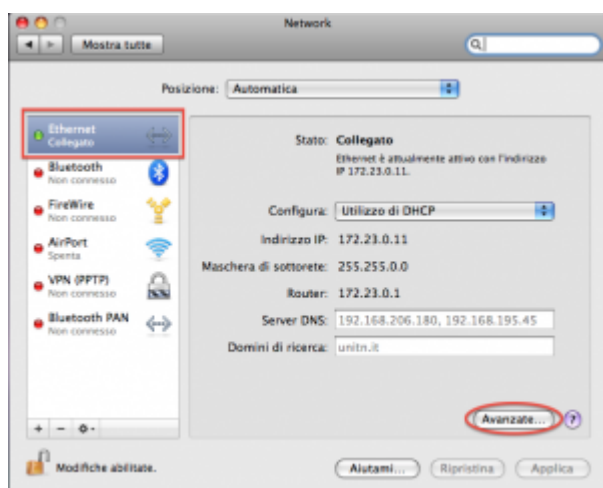 Network
Mostra tutte
Posizione: Automatica
Ethernet
Collegato
Bluetooth
Non connesso
FireWire
Non connesso
AirPort
Spenta
VPN (PPTP)
Non connesso
Bluetooth PAN
Non connesso
Stato: Collegato
Ethernet è attualmente attivo con l'indirizzo
IP 172.23.0.11.
Configura: Utilizzo di DHCP
Indirizzo IP: 172.23.0.11
Maschera di sottorete: 255.255.0.0
Router: 172.23.0.1
Server DNS: 192.168.206.180, 192.168.195.45
Domini di ricerca: unitn.it
Avanzate... ?
Modifiche abilitate.
Aiutami... Ripristina Applica